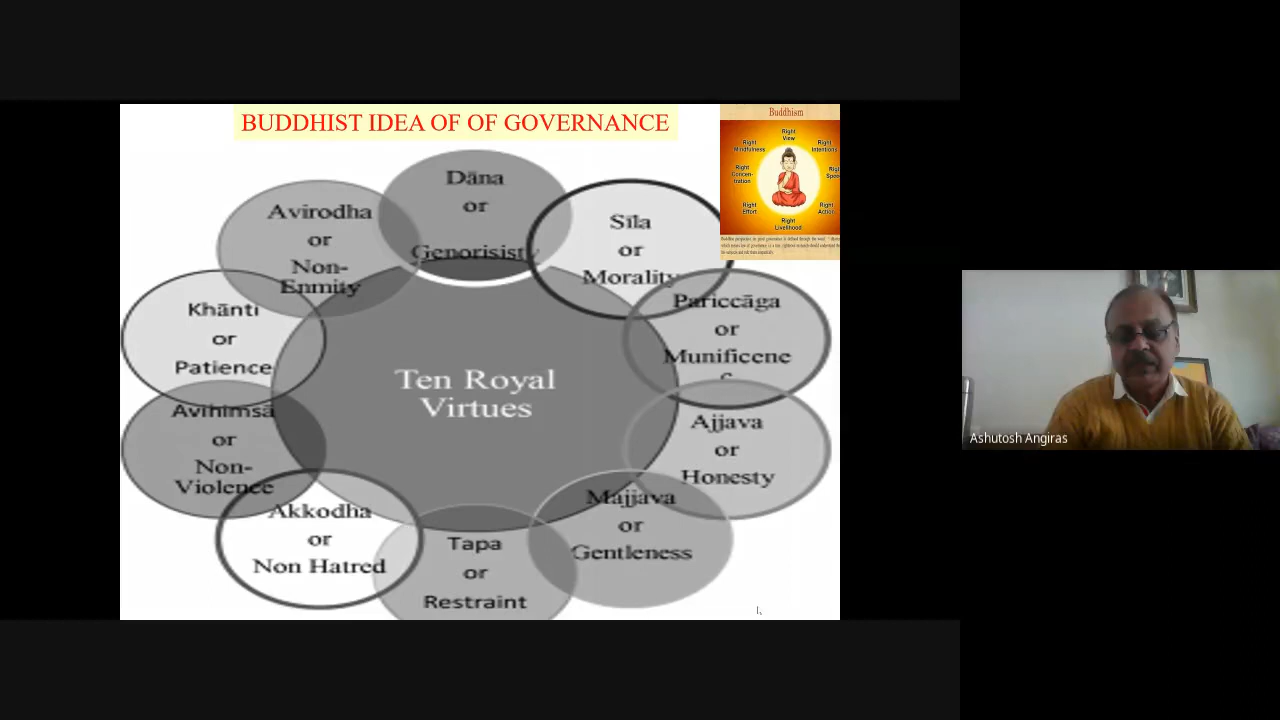 BUDDHIST IDEA OF OF GOVERNANCE
Dāna
or
Genorisisty
Sīla
or
Morality
Pariccāga
or
Munificene
c
Ajjava
or
Honesty
Majjava
or
Gentleness
Tapa
or
Restraint
Akkodha
or
Non Hatred
Avihimsā
or
Non-
Violence
Khānti
or
Patience
Avirodha
or
Non-
Enmity
Ten Royal
Virtues
Buddhism
Right
View
Right
Intentions
Right
Action
Right
Livelihood
Right
Effort
Right
Concen-
tration
Right
Mindfulness
Ashutosh Angiras